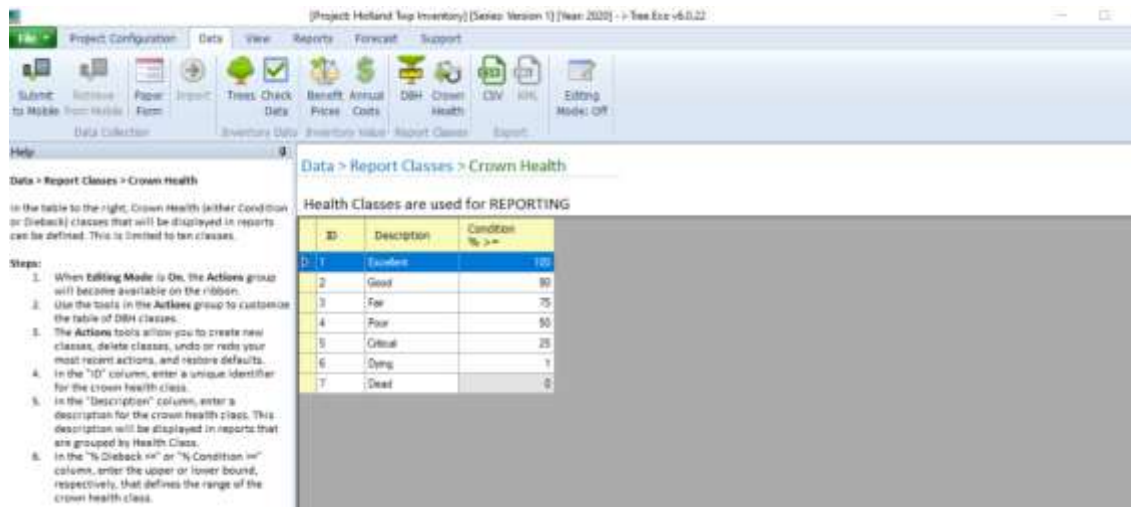 [Project: Holland Twp Inventory] [Series: Version 1] [Year: 2020] - i-Tree Eco v6.0.22
File Project Configuration Data View Reports Forecast Support
Submit to Mobile
Retrieve from Mobile
Paper Form
Import
Trees
Check Data
Benefit Prices
Annual Costs
DBH
Crown Health
CSV
KML
Editing Mode: Off
Data Collection Inventory Data Inventory Value Report Classes Export
Help
Data > Report Classes > Crown Health
In the table to the right, Crown Health (either Condition
or Dieback) classes that will be displayed in reports
can be defined. This is limited to ten classes.
Steps:
1. When Editing Mode is On, the Actions group
will become available on the ribbon.
2. Use the tools in the Actions group to customize
the table of DBH classes.
3. The Actions tools allow you to create new
classes, delete classes, undo or redo your
most recent actions, and restore defaults.
4. In the "ID" column, enter a unique identifier
for the crown health class.
5. In the "Description" column, enter a
description for the crown health class. This
description will be displayed in reports that
are grouped by Health Class.
6. In the "% Dieback <=" or "% Condition >="
column, enter the upper or lower bound,
respectively, that defines the range of the
crown health class.
Data > Report Classes > Crown Health
Health Classes are used for REPORTING
ID Description Condition % >=
1 Excellent 100
2 Good
3 Fair 75
4 Poor 50
5 Critical 25
6 Dying 1
7 Dead 0